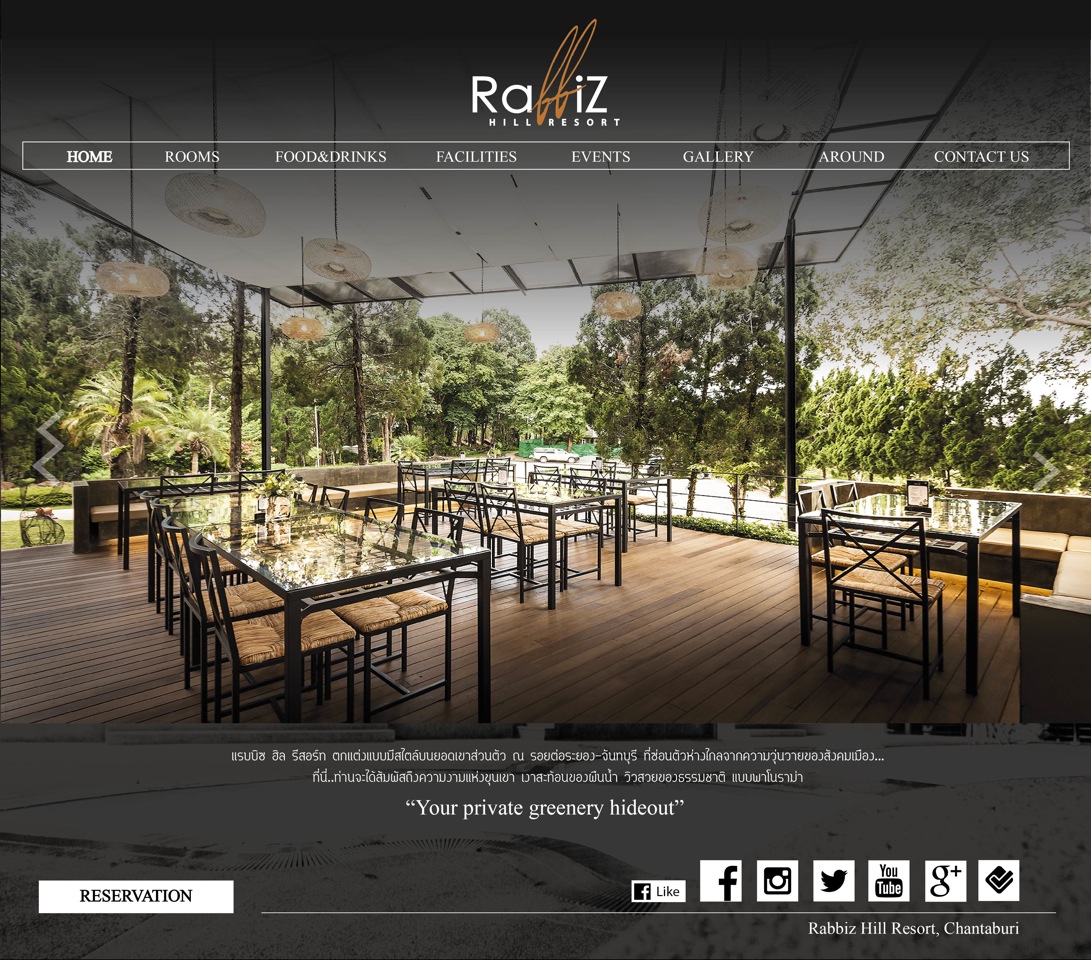 RabbiZ
HILL RESORT
HOME ROOMS FOOD&DRINKS FACILITIES EVENTS GALLERY AROUND CONTACT US
แรบบิซ ฮิล รีสอร์ท ตกแต่งแบบมีสไตล์บนยอดเขาส่วนตัว ณ รอยต่อระยอง-จันทบุรี ที่ซ่อนตัวห่างไกลจากความวุ่นวายของสังคมเมือง...
ที่นี่..ท่านจะได้สัมผัสถึงความงามแห่งขุนเขา เงาสะท้อนของผืนน้ำ วิวสวยของธรรมชาติ แบบพาโนราม่า
“Your private greenery hideout”
RESERVATION
f Like f You Tube g+
Rabbiz Hill Resort, Chantaburi